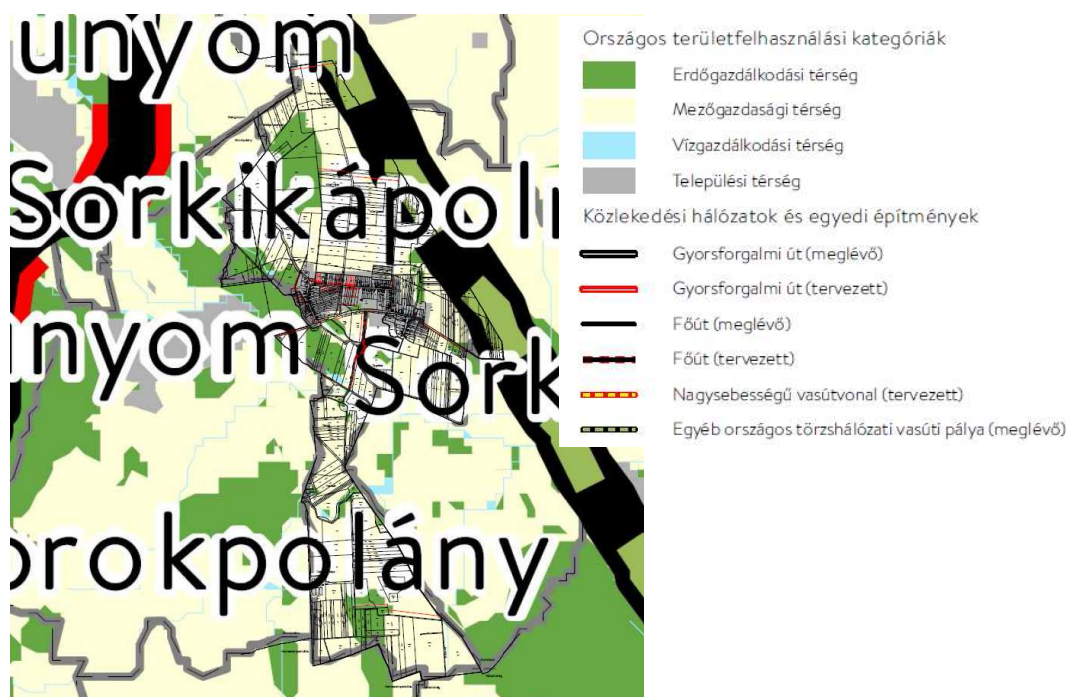 unyom
Sorkikápoln
nyom
Sork
orokpolány
Országos területfelhasználási kategóriák
Erdőgazdálkodási térség
Mezőgazdasági térség
Vízgazdálkodási térség
Települési térség
Közlekedési hálózatok és egyedi építmények
Gyorsforgalmi út (meglévő)
Gyorsforgalmi út (tervezett)
Főút (meglévő)
Főút (tervezett)
Nagysebességű vasútvonal (tervezett)
Egyéb országos törzshálózati vasúti pálya (meglévő)